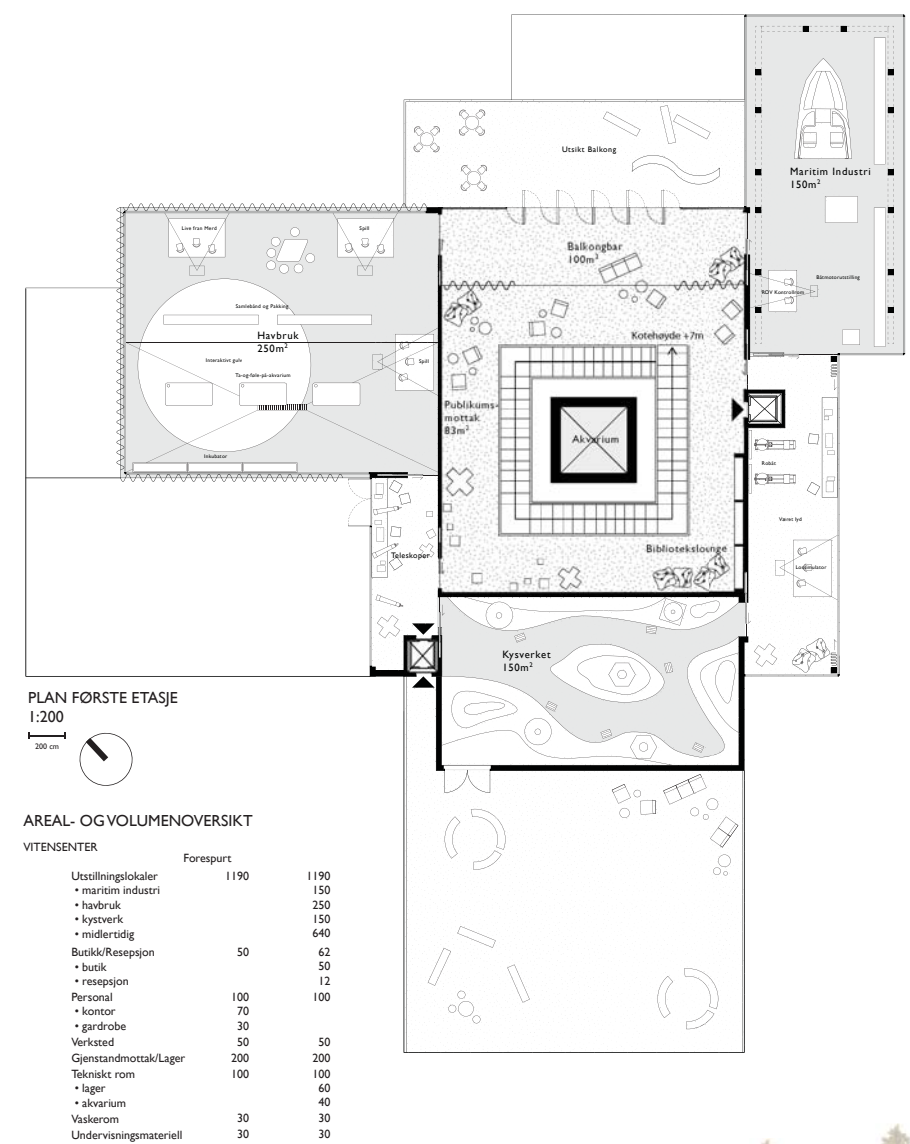 Utsikt Balkong
Maritim Industri
150m²
Live fran Merd
Spill
Balkongbar
100m²
Båtmotorutstilling
ROV Kontrollrom
Samlebånd og Pakking
Havbruk
250m²
Kotehøyde +7m
Interaktivt gulv
Spill
Ta-og-føle-på-akvarium
Publikums-
mottak
83m²
Akvarium
Inkubator
Robåt
Været lyd
Teleskoper
Bibliotekslounge
Kysverket
150m²
PLAN FØRSTE ETASJE
1:200
200 cm
AREAL- OG VOLUMENOVERSIKT
VITENSENTER
Forespurt
Utstillningslokaler 1190 1190
• maritim industri 150
• havbruk 250
• kystverk 150
• midlertidig 640
Butikk/Resepsjon 50 62
• butik 50
• resepsjon 12
Personal 100 100
• kontor 70
• gardrobe 30
Verksted 50 50
Gjenstandmottak/Lager 200 200
Tekniskt rom 100 100
• lager 60
• akvarium 40
Vaskerom 30 30
Undervisningsmateriell 30 30